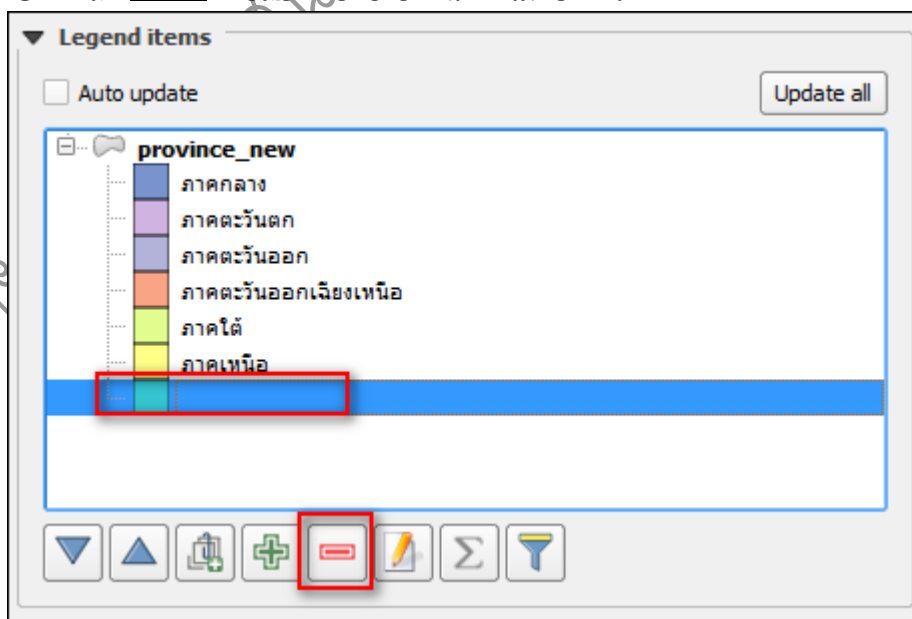 Legend items
Auto update
Update all
province_new
ภาคกลาง
ภาคตะวันตก
ภาคตะวันออก
ภาคตะวันออกเฉียงเหนือ
ภาคใต้
ภาคเหนือ